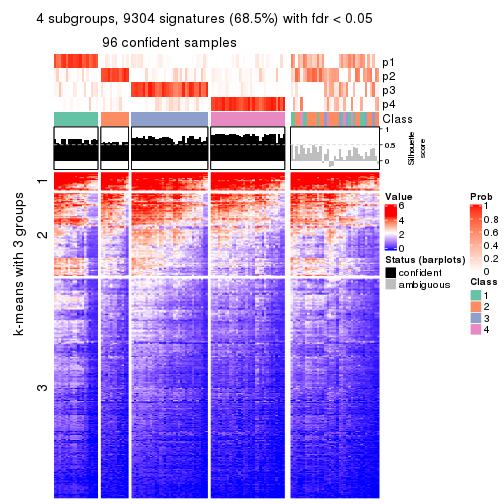 4 subgroups, 9304 signatures (68.5%) with fdr < 0.05
96 confident samples
p1
p2
p3
p4
Class
1
0.5
0
Silhouette
score
k-means with 3 groups
1
2
3
Value
6
4
2
0
Status (barplots)
confident
ambiguous
Prob
1
0.8
0.6
0.4
0.2
0
Class
1
2
3
4